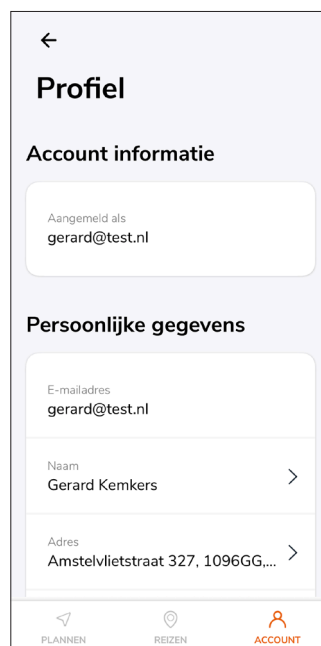 Profiel
Account informatie
Aangemeld als
gerard@test.nl
Persoonlijke gegevens
E-mailadres
gerard@test.nl
Naam
Gerard Kemkers
Adres
Amstelvlietstraat 327, 1096GG,...
PLANNEN REIZEN ACCOUNT